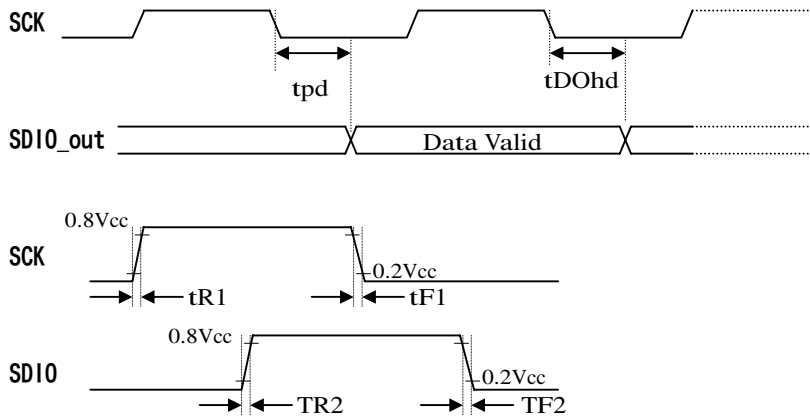 SCK
tpd
tDOhd
SDIO_out
Data Valid
0.8Vcc
SCK
0.2Vcc
tR1
tF1
0.8Vcc
SDIO
0.2Vcc
TR2
TF2